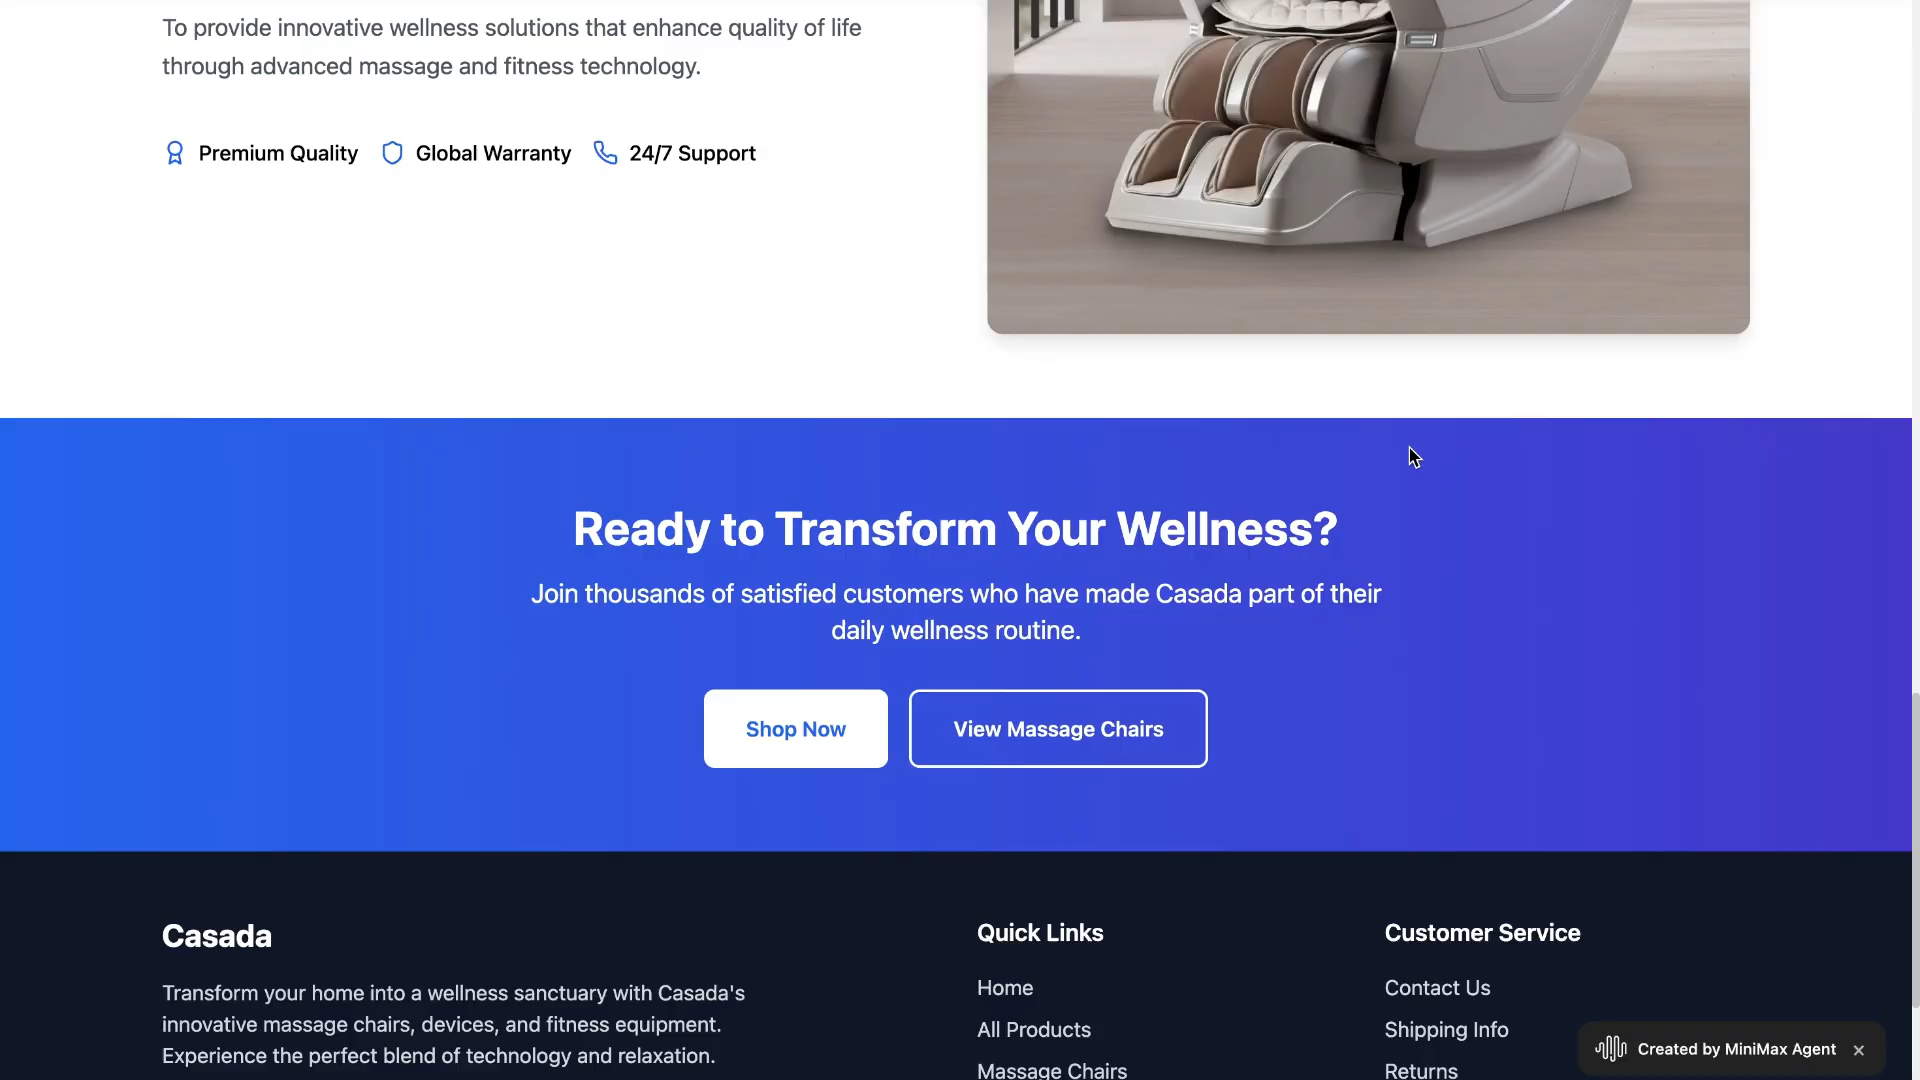 To provide innovative wellness solutions that enhance quality of life
through advanced massage and fitness technology.
Premium Quality
Global Warranty
24/7 Support
Ready to Transform Your Wellness?
Join thousands of satisfied customers who have made Casada part of their
daily wellness routine.
Shop Now
View Massage Chairs
Casada
Transform your home into a wellness sanctuary with Casada's
innovative massage chairs, devices, and fitness equipment.
Experience the perfect blend of technology and relaxation.
Quick Links
Home
All Products
Massage Chairs
Customer Service
Contact Us
Shipping Info
Returns
Created by MiniMax Agent